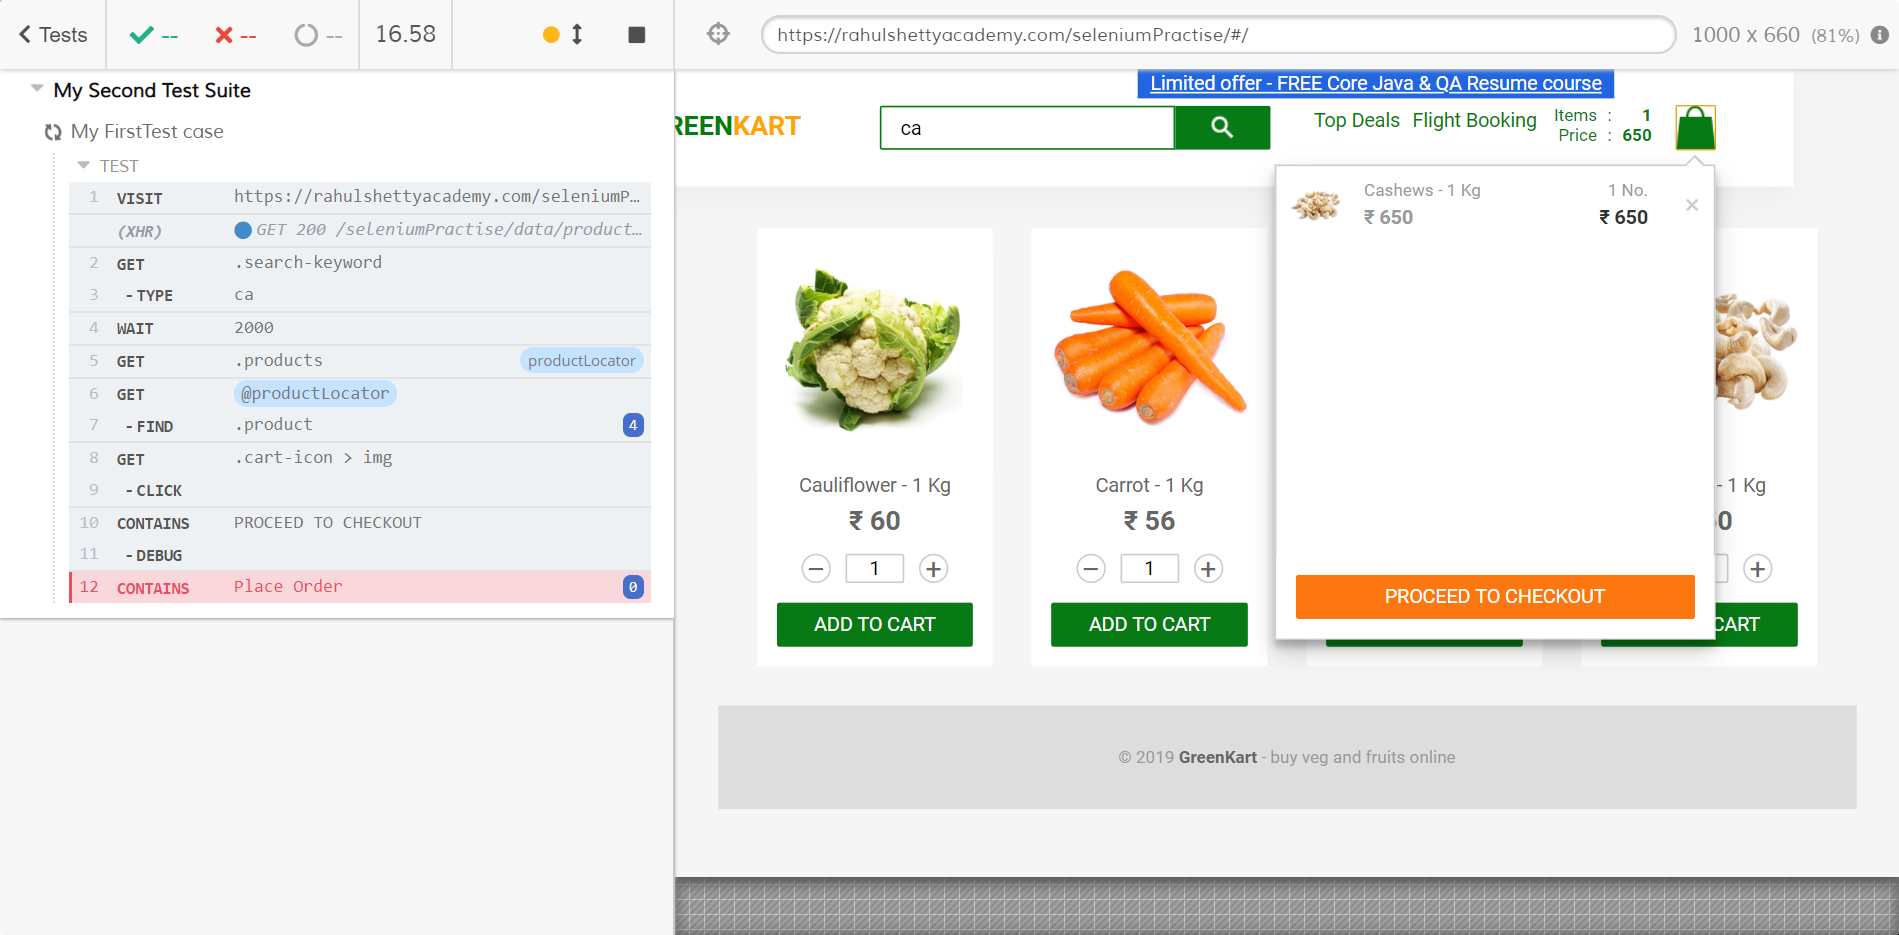 Tests
--
--
--
16.58
https://rahulshettyacademy.com/seleniumPractise/#/
1000 x 660 (81%)
My Second Test Suite
My FirstTest case
TEST
1 VISIT https://rahulshettyacademy.com/seleniumP...
(XHR) GET 200 /seleniumPractise/data/product...
2 GET .search-keyword
3 - TYPE ca
4 WAIT 2000
5 GET .products productLocator
6 GET @productLocator
7 - FIND .product 4
8 GET .cart-icon > img
9 - CLICK
10 CONTAINS PROCEED TO CHECKOUT
11 - DEBUG
12 CONTAINS Place Order 0
Limited offer - FREE Core Java & QA Resume course
REENKART
ca
Top Deals Flight Booking
Items : 1
Price : 650
Cashews - 1 Kg 1 No.
₹ 650 ₹ 650
×
PROCEED TO CHECKOUT
Cauliflower - 1 Kg
₹ 60
− 1 +
ADD TO CART
Carrot - 1 Kg
₹ 56
− 1 +
ADD TO CART
- 1 Kg
0
+
CART
© 2019 GreenKart - buy veg and fruits online